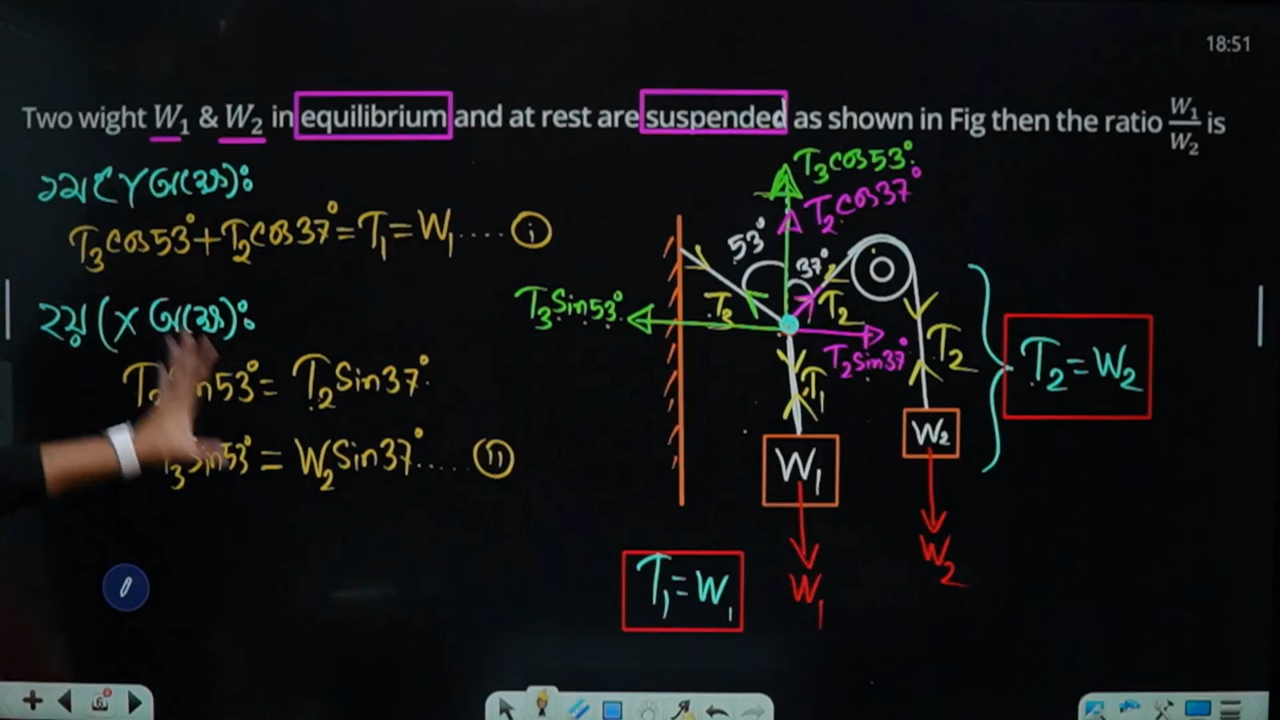 18:51
Two wight W₁ & W₂ in equilibrium and at rest are suspended as shown in Fig then the ratio W₁/W₂ is
T₃cos53°+T₂cos37°=T₁=W₁ .... (i)
Sin53° = T₂Sin37°
Sin53° = W₂Sin37° ..... (ii)
T₃cos53°
T₂cos37°
53°
37°
T₃Sin53°
T₃
T₂
T₂Sin37°
T₁
T₂
T₂=W₂
W₂
W₁
W₂
T₁=W₁
W₁